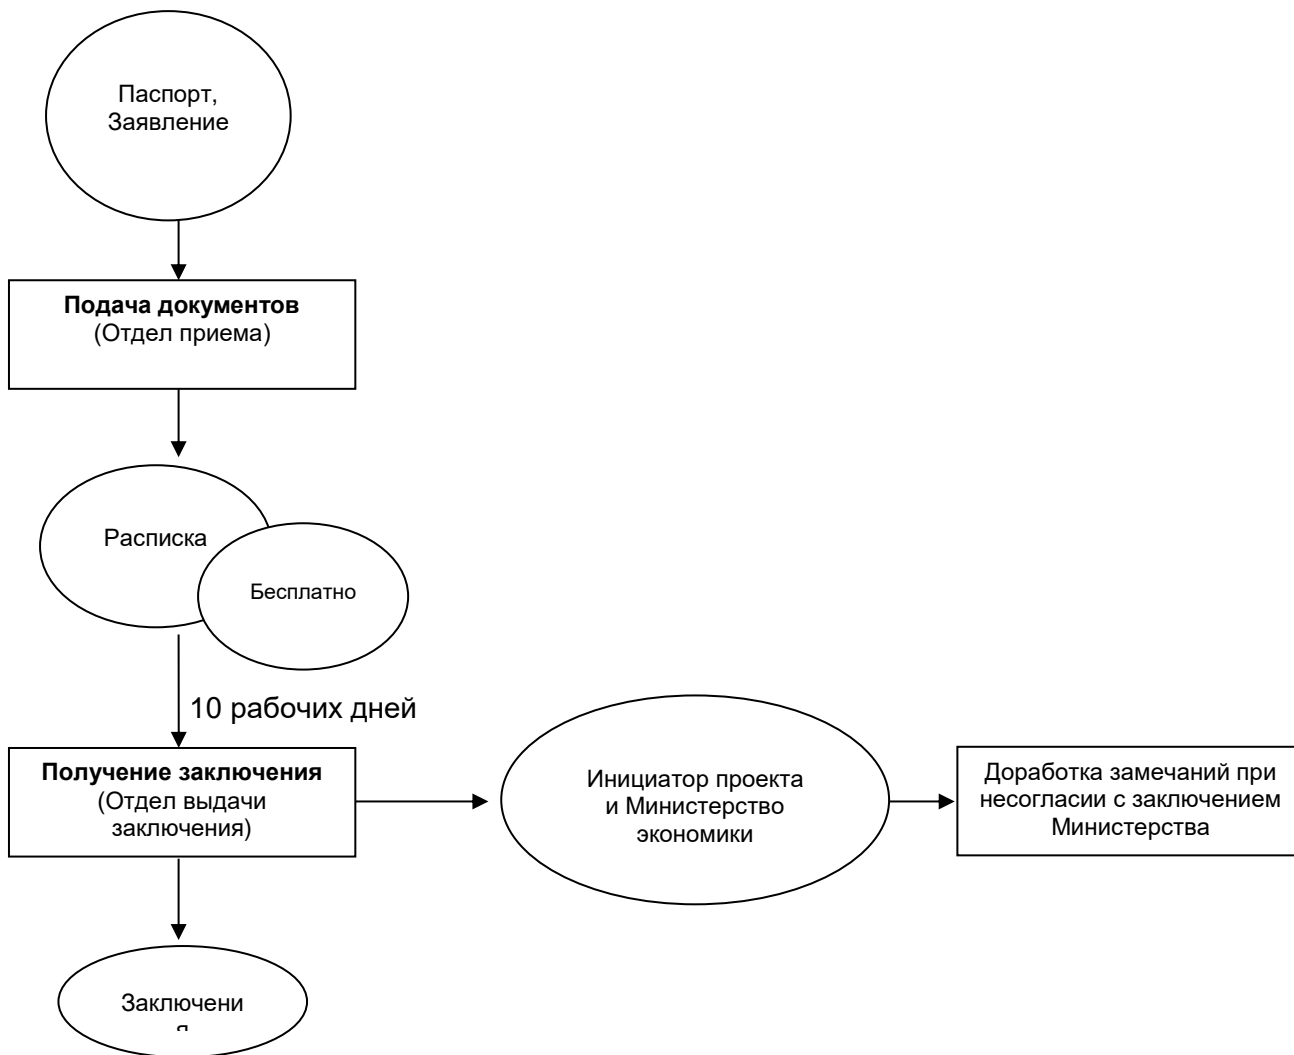 Паспорт,
Заявление
Подача документов
(Отдел приема)
Расписка
Бесплатно
10 рабочих дней
Получение заключения
(Отдел выдачи
заключения)
Инициатор проекта
и Министерство
экономики
Доработка замечаний при
несогласии с заключением
Министерства
Заключени
я